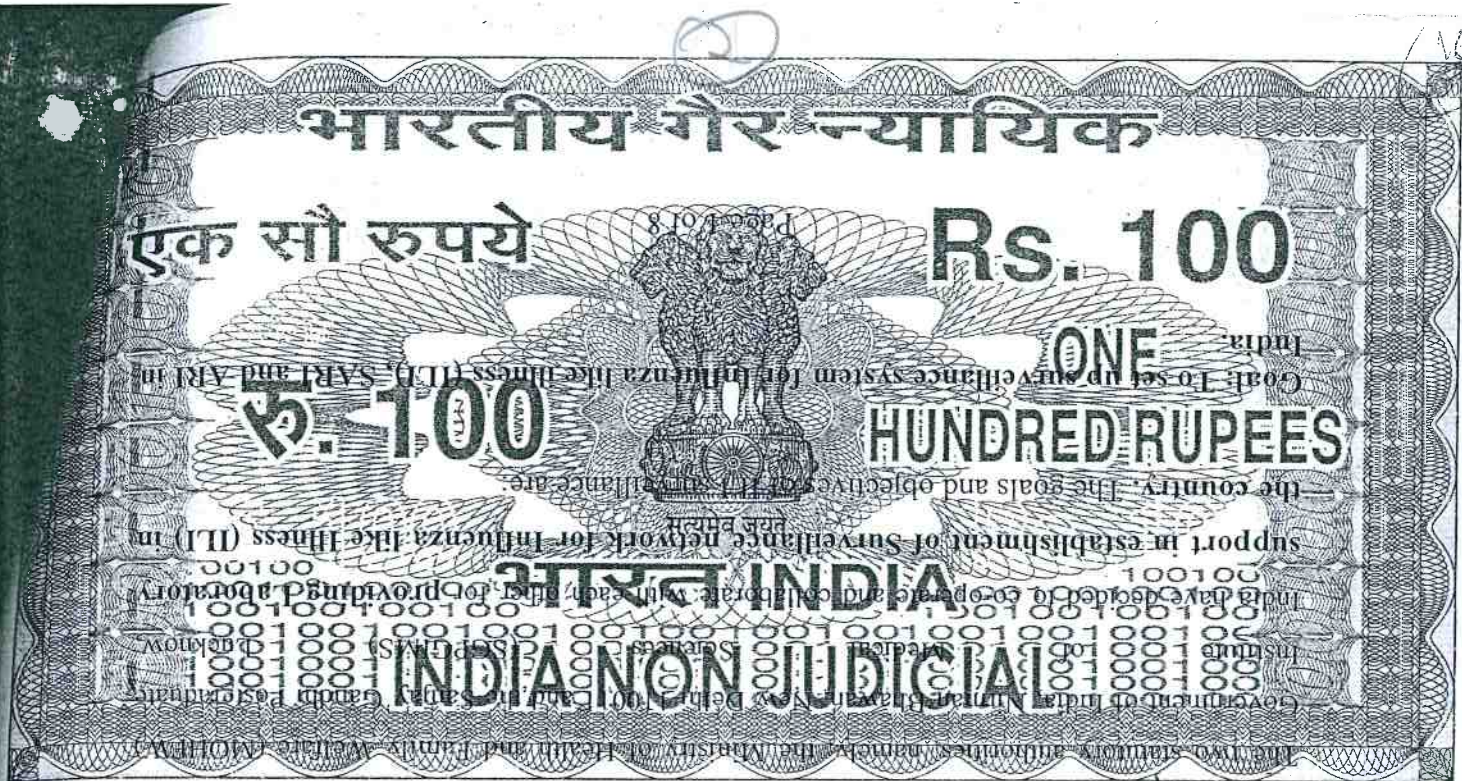 भारतीय गैर न्यायिक
एक सौ रुपये
Rs. 100
रु. 100
ONE
HUNDRED RUPEES
सत्यमेव जयते
भारत INDIA
INDIA NON JUDICIAL
The two statutory authorities, namely, the Ministry of Health and Family Welfare (MOHFW)
Government of India, Nirman Bhawan, New Delhi and the Sanjay Gandhi Postgraduate
Institute of Medical Sciences (SGPGIMS) Lucknow
India have decided to co-operate and collaborate with each other, for providing Laboratory
support in establishment of Surveillance network for Influenza like Illness (ILI) in
the country. The goals and objectives of ILI surveillance are:
Goal: To set up surveillance system for Influenza like illness (ILI), SARI and ARI in
India.
Page 1 of 8